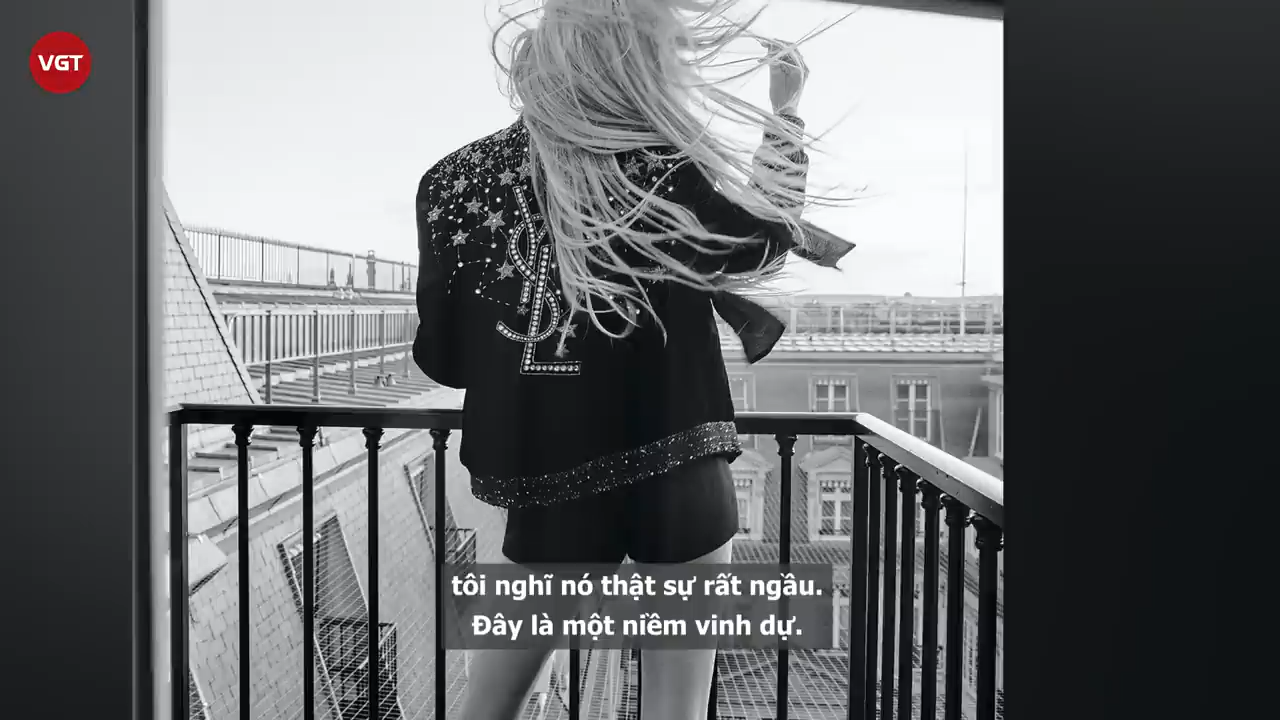 VGT
YSL
tôi nghĩ nó thật sự rất ngầu.
Đây là một niềm vinh dự.